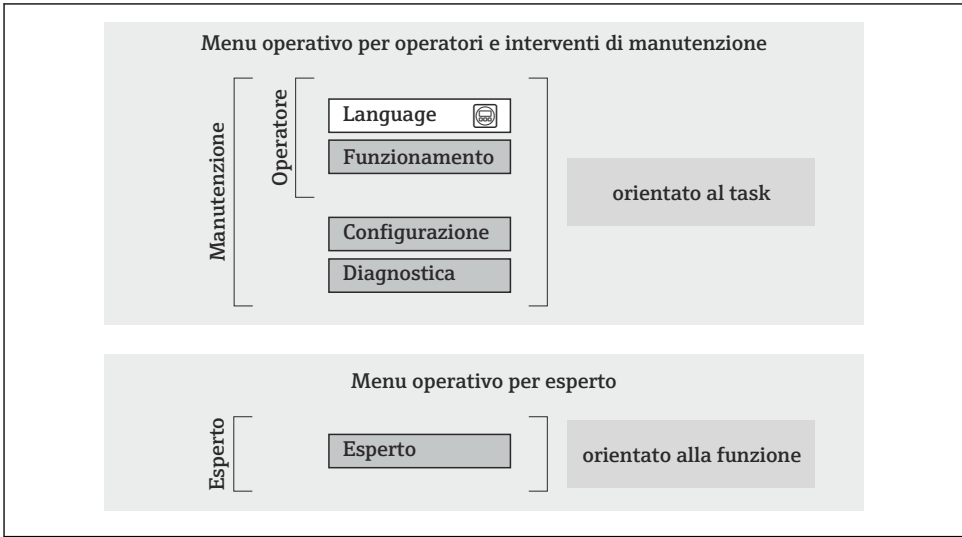 Menu operativo per operatori e interventi di manutenzione
Manutenzione
Operatore
Language
Funzionamento
Configurazione
Diagnostica
orientato al task
Menu operativo per esperto
Esperto
Esperto
orientato alla funzione